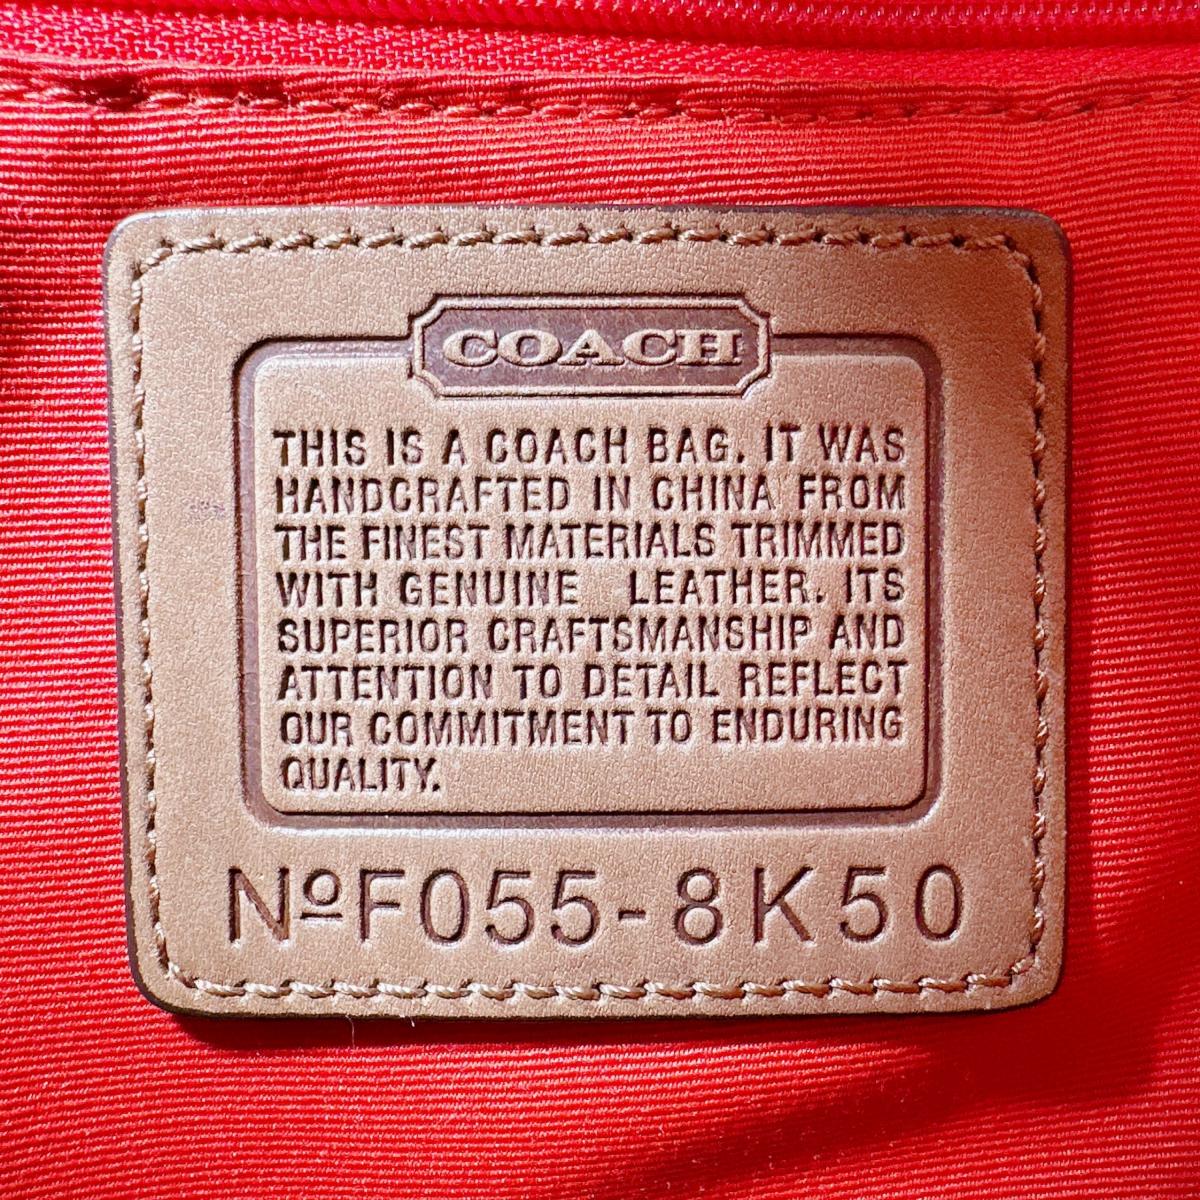 COACH
THIS IS A COACH BAG. IT WAS
HANDCRAFTED IN CHINA FROM
THE FINEST MATERIALS TRIMMED
WITH GENUINE LEATHER. ITS
SUPERIOR CRAFTSMANSHIP AND
ATTENTION TO DETAIL REFLECT
OUR COMMITMENT TO ENDURING
QUALITY.
NºF055-8K50